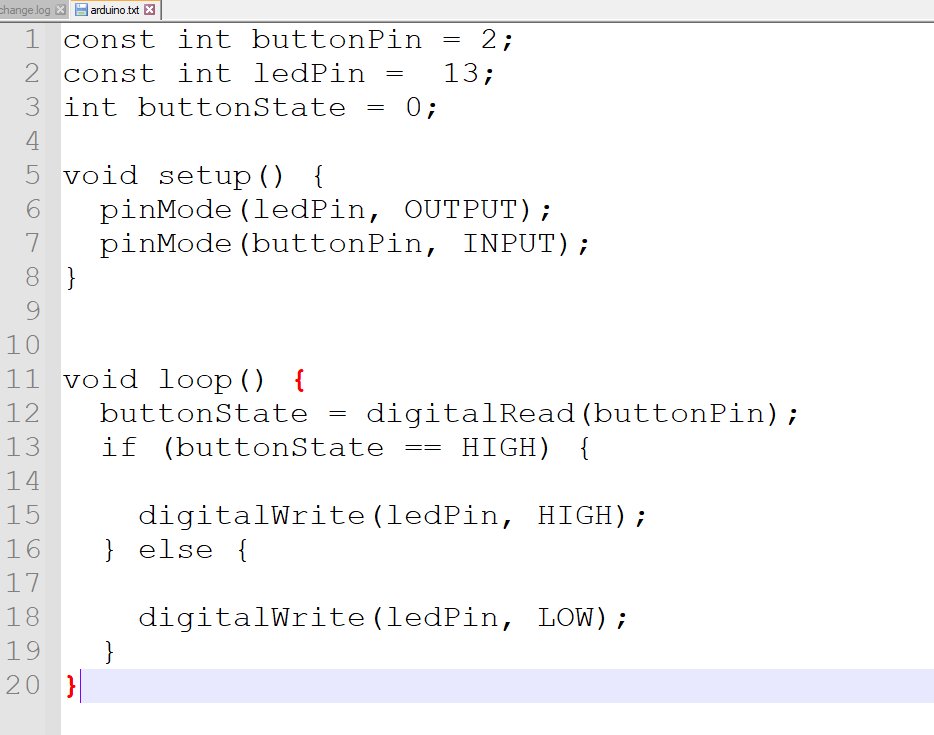 change.log arduino.txt
1 const int buttonPin = 2;
2 const int ledPin =  13;
3 int buttonState = 0;
4
5 void setup() {
6   pinMode(ledPin, OUTPUT);
7   pinMode(buttonPin, INPUT);
8 }
9
10
11 void loop() {
12   buttonState = digitalRead(buttonPin);
13   if (buttonState == HIGH) {
14
15     digitalWrite(ledPin, HIGH);
16   } else {
17
18     digitalWrite(ledPin, LOW);
19   }
20 }